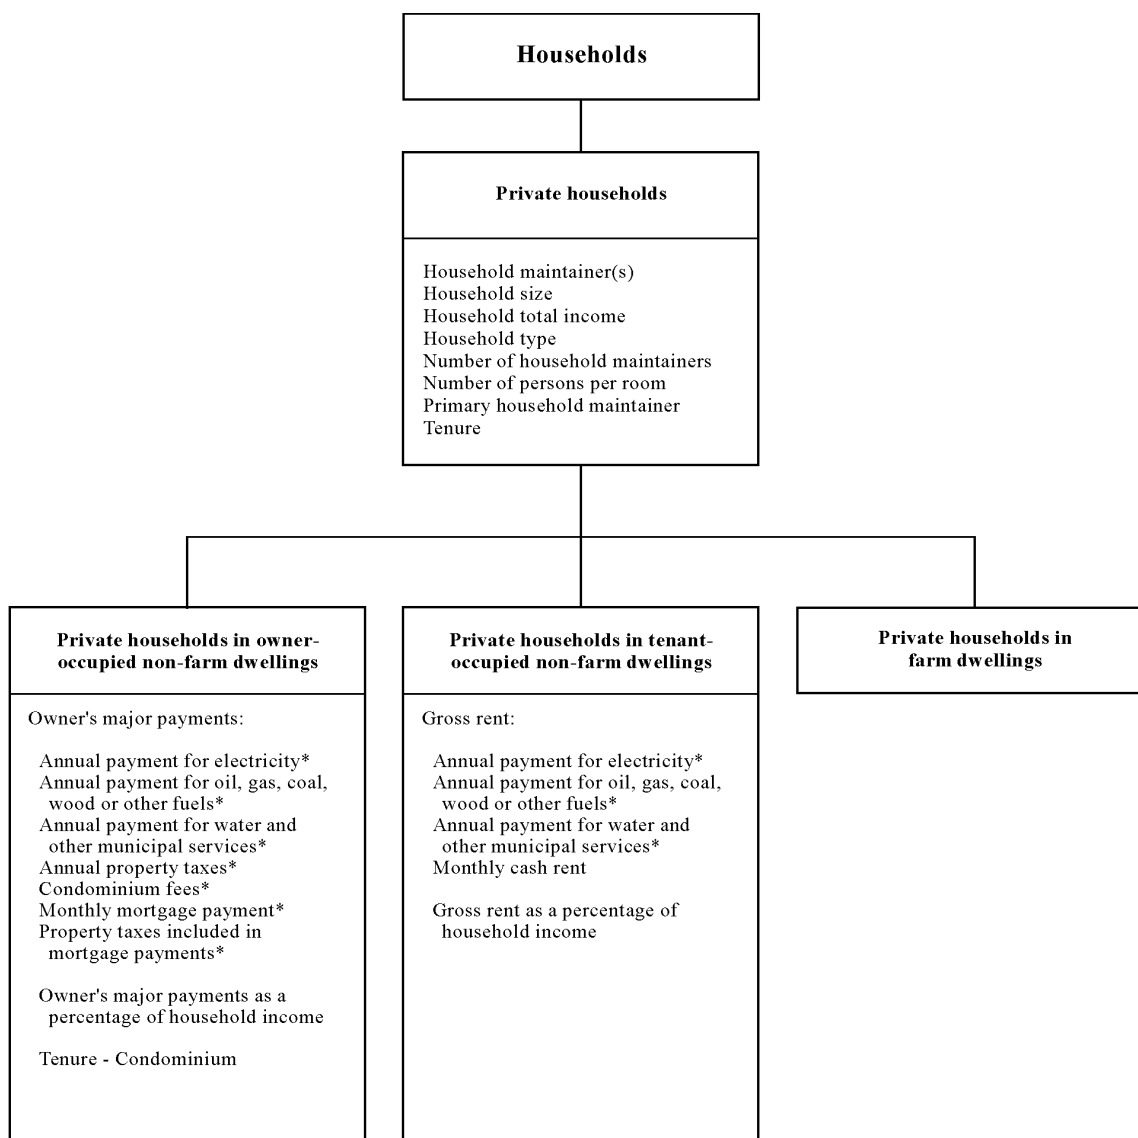 Households
Private households
Household maintainer(s)
Household size
Household total income
Household type
Number of household maintainers
Number of persons per room
Primary household maintainer
Tenure
Private households in owner-
occupied non-farm dwellings
Owner's major payments:
Annual payment for electricity*
Annual payment for oil, gas, coal,
wood or other fuels*
Annual payment for water and
other municipal services*
Annual property taxes*
Condominium fees*
Monthly mortgage payment*
Property taxes included in
mortgage payments*
Owner's major payments as a
percentage of household income
Tenure - Condominium
Private households in tenant-
occupied non-farm dwellings
Gross rent:
Annual payment for electricity*
Annual payment for oil, gas, coal,
wood or other fuels*
Annual payment for water and
other municipal services*
Monthly cash rent
Gross rent as a percentage of
household income
Private households in
farm dwellings